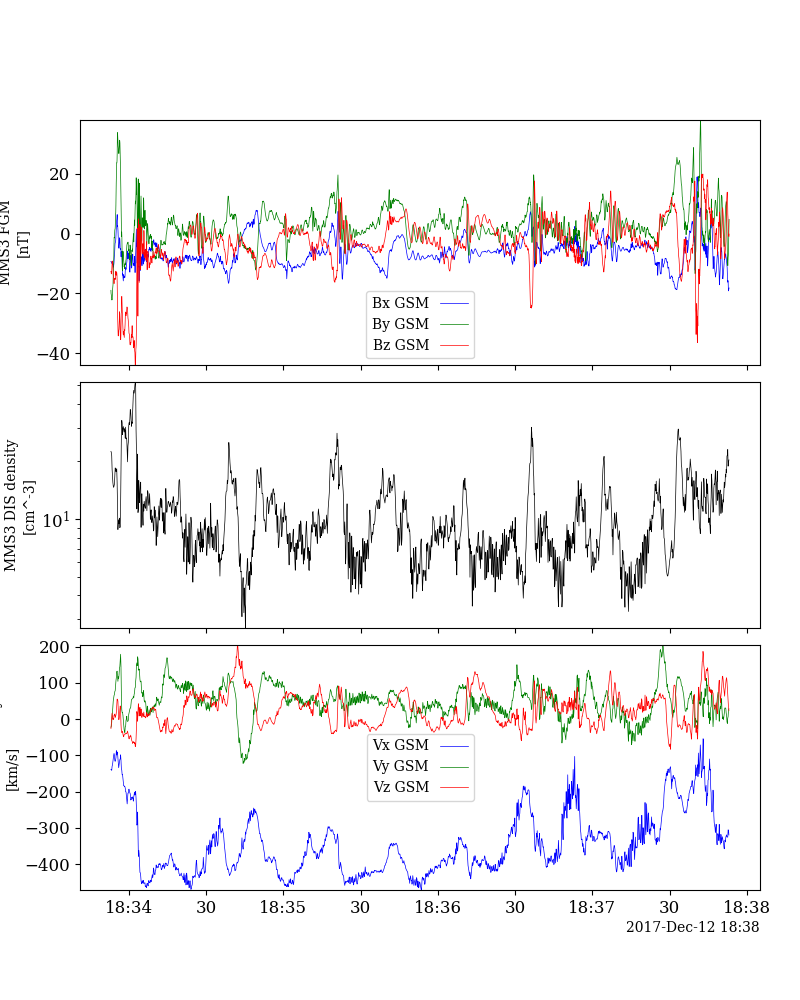 MMS3 FGM
[nT]
20
0
−20
−40
Bx GSM
By GSM
Bz GSM
MMS3 DIS density
[cm^-3]
10^1
[km/s]
200
100
0
−100
−200
−300
−400
Vx GSM
Vy GSM
Vz GSM
18:34 30 18:35 30 18:36 30 18:37 30 18:38
2017-Dec-12 18:38